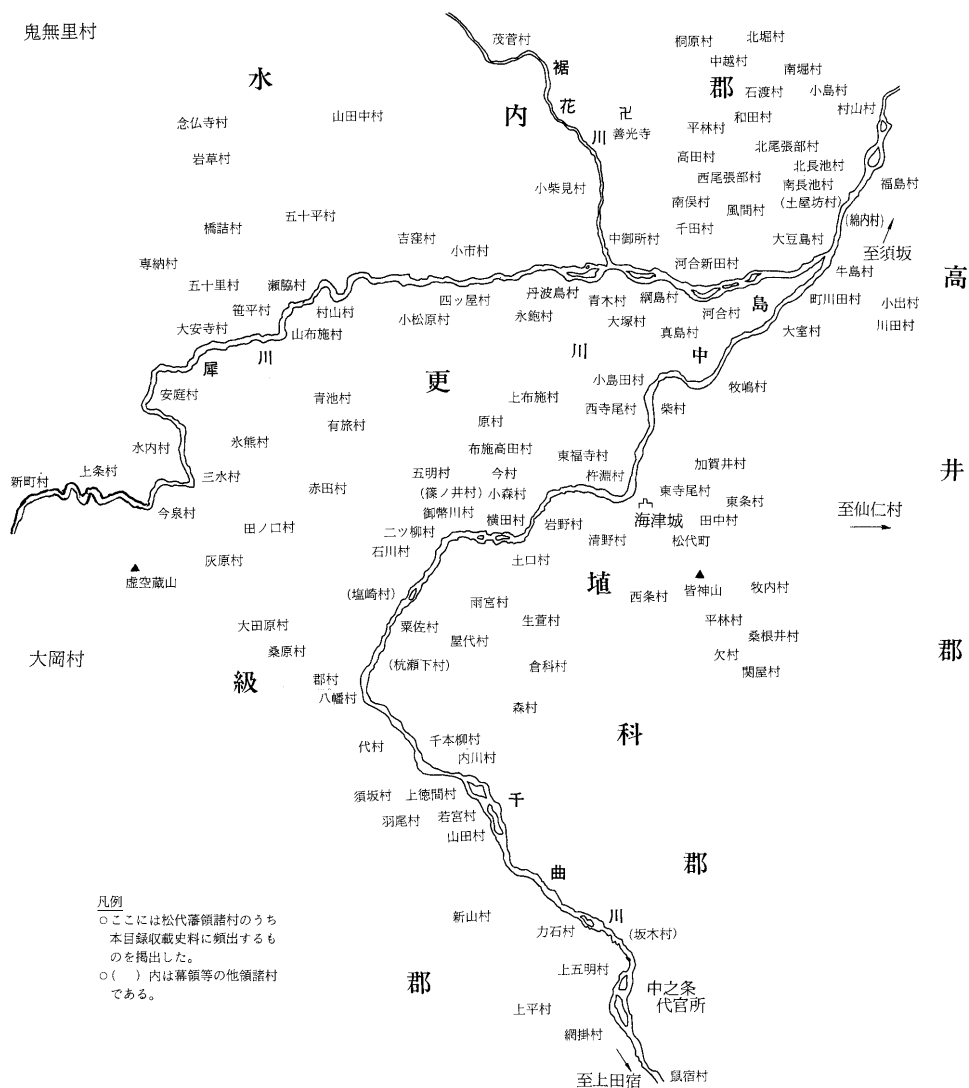 鬼無里村
水
内
郡
茂菅村
裾
花
川
卍
善光寺
桐原村
北堀村
中越村
南堀村
石渡村
小島村
村山村
和田村
平林村
北尾張部村
高田村
北長池村
西尾張部村
南長池村
(土屋坊村)
福島村
南俣村
風間村
(綿内村)
千田村
大豆島村
至須坂
念仏寺村
山田中村
岩草村
小柴見村
五十平村
橋詰村
吉窪村
小市村
中御所村
河合新田村
牛島村
専納村
五十里村
瀬脇村
笹平村
村山村
四ッ屋村
丹波島村
青木村
綱島村
河合村
島
町川田村
小出村
川田村
高
大安寺村
山布施村
小松原村
永鉋村
大塚村
真島村
大室村
犀
川
川
中
更
安庭村
青池村
上布施村
小島田村
牧嶋村
西寺尾村
柴村
有旅村
原村
水内村
氷熊村
布施高田村
東福寺村
加賀井村
井
新町村
上条村
三水村
赤田村
五明村
今村
杵淵村
(篠ノ井村)
小森村
東寺尾村
東条村
今泉村
田ノ口村
御幣川村
横田村
岩野村
海津城
田中村
至仙仁村
二ッ柳村
清野村
松代町
石川村
土口村
灰原村
虚空蔵山
(塩崎村)
埴
皆神山
牧内村
西条村
雨宮村
大田原村
粟佐村
生萱村
平林村
桑根井村
大岡村
桑原村
屋代村
欠村
郡
(杭瀬下村)
倉科村
関屋村
級
郡村
八幡村
森村
科
代村
千本柳村
内川村
須坂村
上徳間村
千
羽尾村
若宮村
山田村
郡
曲
凡例
○ここには松代藩領諸村のうち
本目録収載史料に頻出するも
のを掲出した。
○(　)内は幕領等の他領諸村
である。
新山村
力石村
川
(坂木村)
上五明村
郡
中之条
代官所
上平村
網掛村
至上田宿
鼠宿村